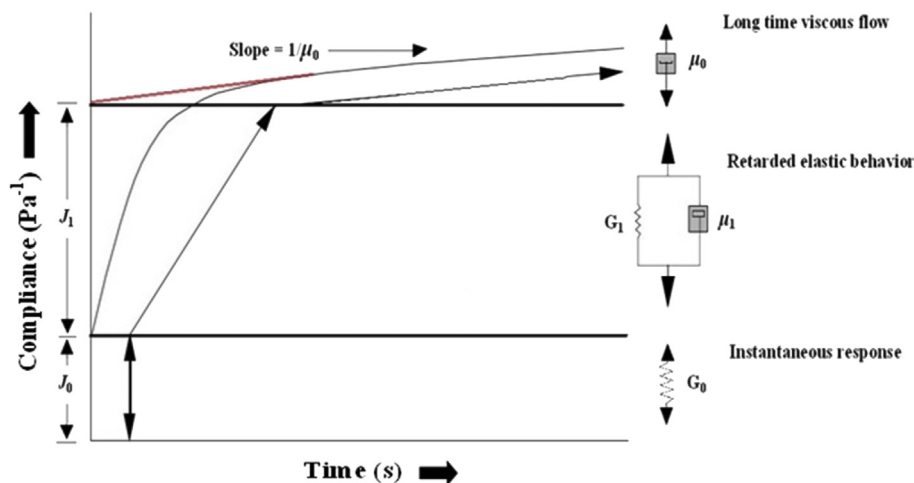 Long time viscous flow
Slope = 1/μ₀
μ₀
Retarded elastic behavior
Compliance (Pa⁻¹)
J₁
G₁
μ₁
Instantaneous response
J₀
G₀
Time (s)